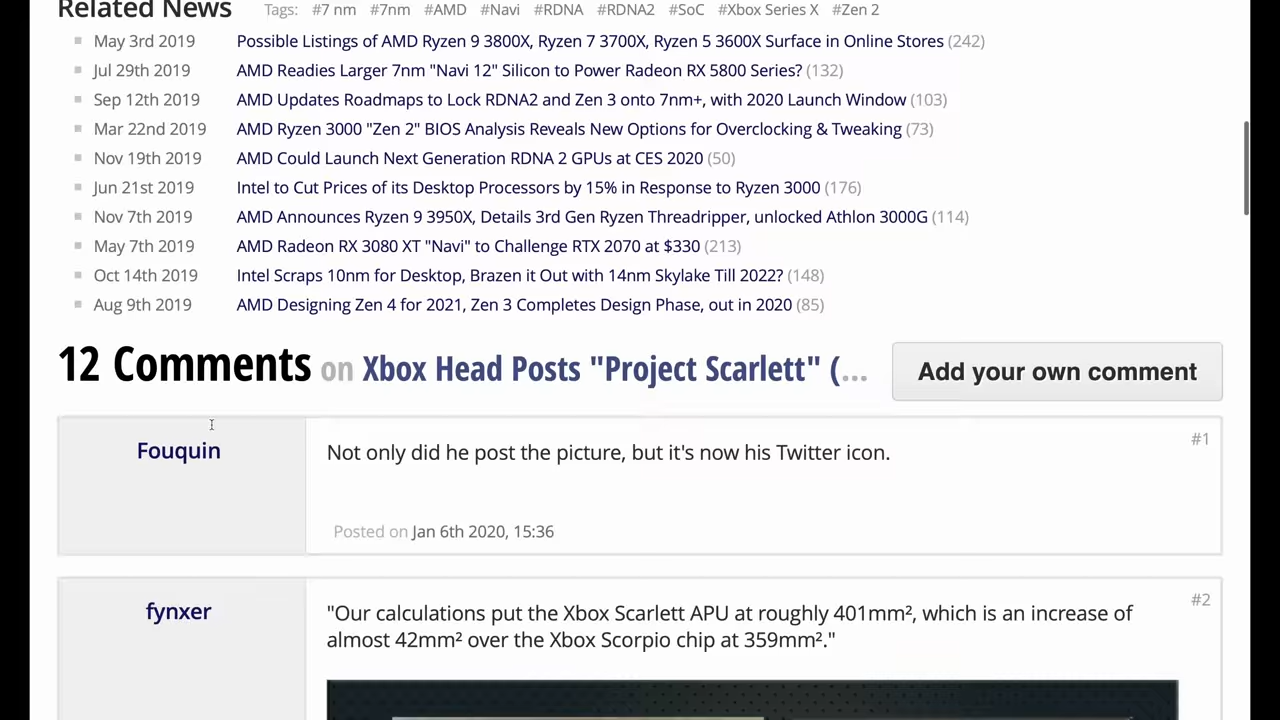 Related News Tags: #7 nm #7nm #AMD #Navi #RDNA #RDNA2 #SoC #Xbox Series X #Zen 2
May 3rd 2019 Possible Listings of AMD Ryzen 9 3800X, Ryzen 7 3700X, Ryzen 5 3600X Surface in Online Stores (242)
Jul 29th 2019 AMD Readies Larger 7nm "Navi 12" Silicon to Power Radeon RX 5800 Series? (132)
Sep 12th 2019 AMD Updates Roadmaps to Lock RDNA2 and Zen 3 onto 7nm+, with 2020 Launch Window (103)
Mar 22nd 2019 AMD Ryzen 3000 "Zen 2" BIOS Analysis Reveals New Options for Overclocking & Tweaking (73)
Nov 19th 2019 AMD Could Launch Next Generation RDNA 2 GPUs at CES 2020 (50)
Jun 21st 2019 Intel to Cut Prices of its Desktop Processors by 15% in Response to Ryzen 3000 (176)
Nov 7th 2019 AMD Announces Ryzen 9 3950X, Details 3rd Gen Ryzen Threadripper, unlocked Athlon 3000G (114)
May 7th 2019 AMD Radeon RX 3080 XT "Navi" to Challenge RTX 2070 at $330 (213)
Oct 14th 2019 Intel Scraps 10nm for Desktop, Brazen it Out with 14nm Skylake Till 2022? (148)
Aug 9th 2019 AMD Designing Zen 4 for 2021, Zen 3 Completes Design Phase, out in 2020 (85)
12 Comments on Xbox Head Posts "Project Scarlett" (... Add your own comment
#1
Fouquin Not only did he post the picture, but it's now his Twitter icon.
Posted on Jan 6th 2020, 15:36
#2
fynxer "Our calculations put the Xbox Scarlett APU at roughly 401mm², which is an increase of
almost 42mm² over the Xbox Scorpio chip at 359mm²."